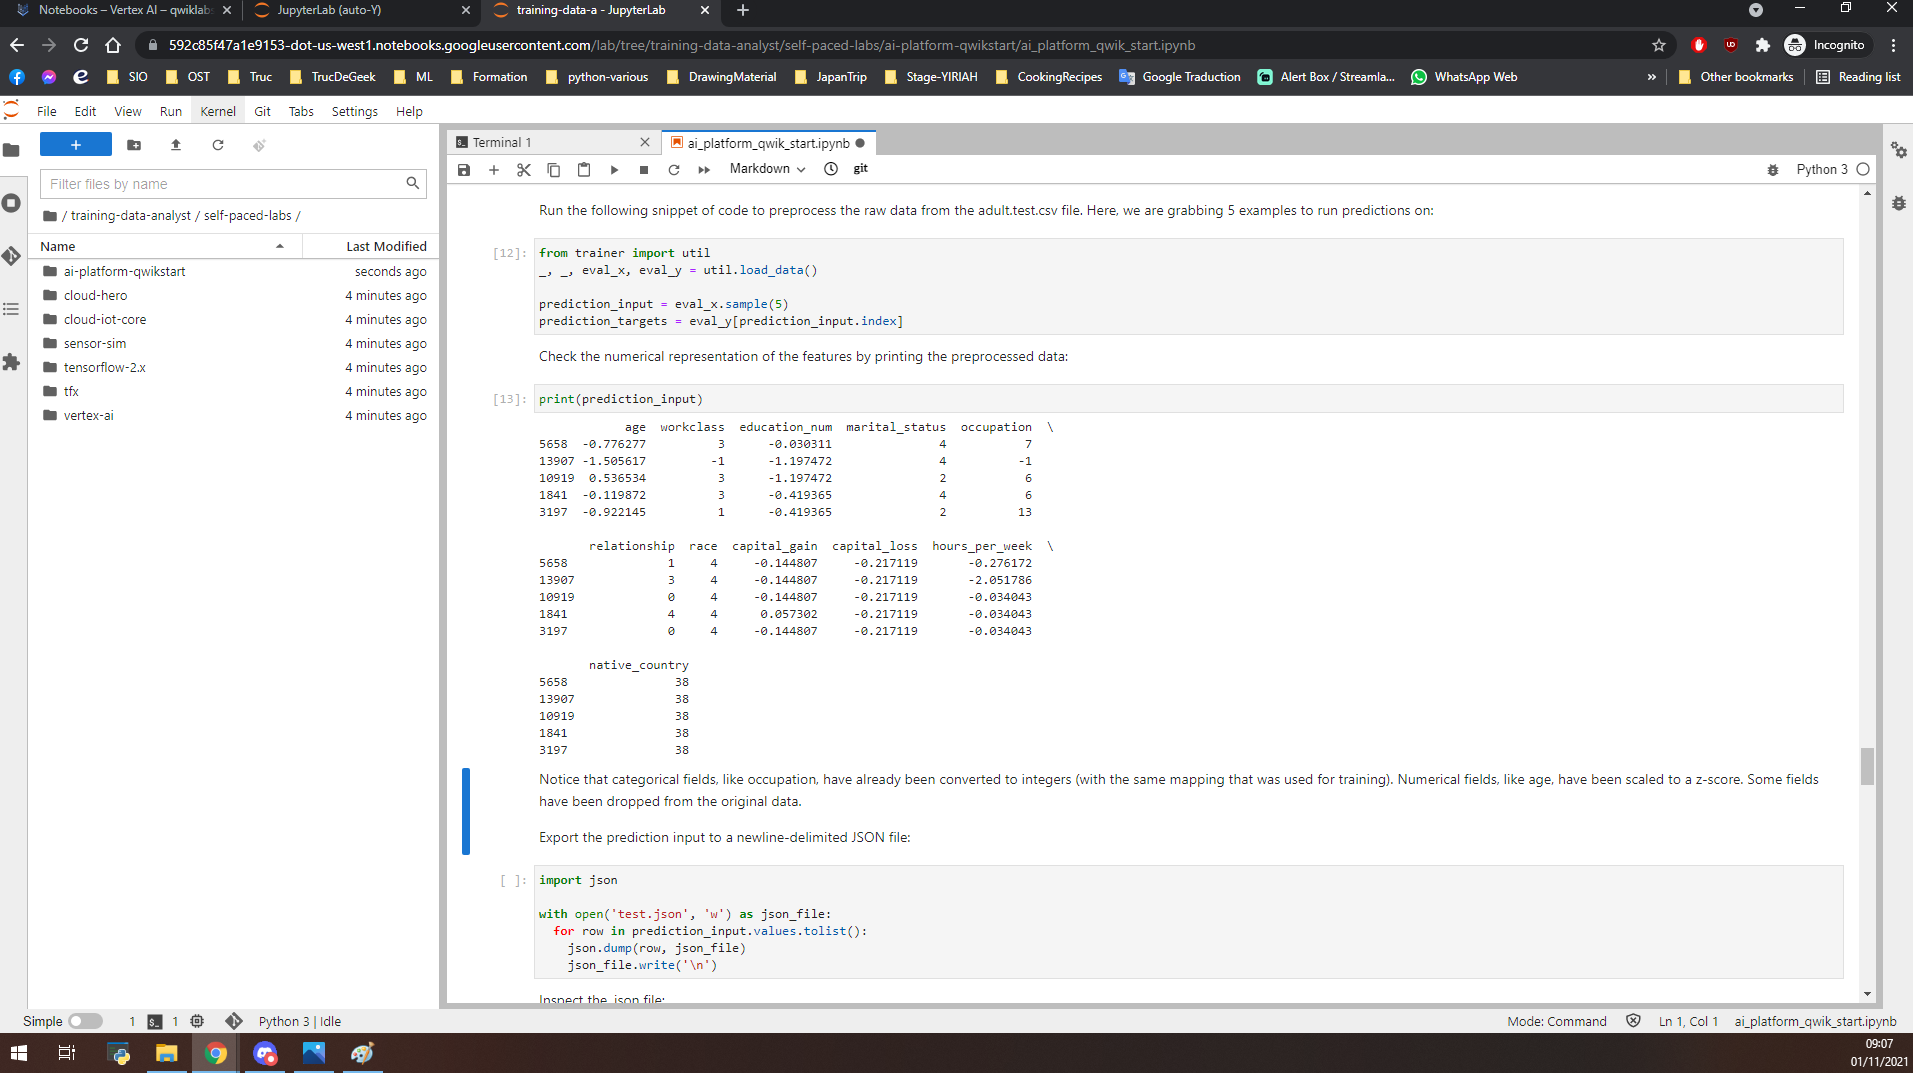 Notebooks – Vertex AI – qwiklabs
JupyterLab (auto-Y)
training-data-a - JupyterLab
592c85f47a1e9153-dot-us-west1.notebooks.googleusercontent.com/lab/tree/training-data-analyst/self-paced-labs/ai-platform-qwikstart/ai_platform_qwik_start.ipynb
Incognito
SIO
OST
Truc
TrucDeGeek
ML
Formation
python-various
DrawingMaterial
JapanTrip
Stage-YIRIAH
CookingRecipes
Google Traduction
Alert Box / Streamla...
WhatsApp Web
»
Other bookmarks
Reading list
File Edit View Run Kernel Git Tabs Settings Help
Filter files by name
/ training-data-analyst / self-paced-labs /
Name Last Modified
ai-platform-qwikstart seconds ago
cloud-hero 4 minutes ago
cloud-iot-core 4 minutes ago
sensor-sim 4 minutes ago
tensorflow-2.x 4 minutes ago
tfx 4 minutes ago
vertex-ai 4 minutes ago
Terminal 1
ai_platform_qwik_start.ipynb
Markdown
git
Python 3
Run the following snippet of code to preprocess the raw data from the adult.test.csv file. Here, we are grabbing 5 examples to run predictions on:
[12]: from trainer import util
_, _, eval_x, eval_y = util.load_data()
prediction_input = eval_x.sample(5)
prediction_targets = eval_y[prediction_input.index]
Check the numerical representation of the features by printing the preprocessed data:
[13]: print(prediction_input)
age workclass education_num marital_status occupation \
5658 -0.776277 3 -0.030311 4 7
13907 -1.505617 -1 -1.197472 4 -1
10919 0.536534 3 -1.197472 2 6
1841 -0.119872 3 -0.419365 4 6
3197 -0.922145 1 -0.419365 2 13
relationship race capital_gain capital_loss hours_per_week \
5658 1 4 -0.144807 -0.217119 -0.276172
13907 3 4 -0.144807 -0.217119 -2.051786
10919 0 4 -0.144807 -0.217119 -0.034043
1841 4 4 0.057302 -0.217119 -0.034043
3197 0 4 -0.144807 -0.217119 -0.034043
native_country
5658 38
13907 38
10919 38
1841 38
3197 38
Notice that categorical fields, like occupation, have already been converted to integers (with the same mapping that was used for training). Numerical fields, like age, have been scaled to a z-score. Some fields
have been dropped from the original data.
Export the prediction input to a newline-delimited JSON file:
[ ]: import json
with open('test.json', 'w') as json_file:
for row in prediction_input.values.tolist():
json.dump(row, json_file)
json_file.write('\n')
Inspect the .json file:
Simple 1 1 Python 3 | Idle
Mode: Command Ln 1, Col 1 ai_platform_qwik_start.ipynb
09:07
01/11/2021